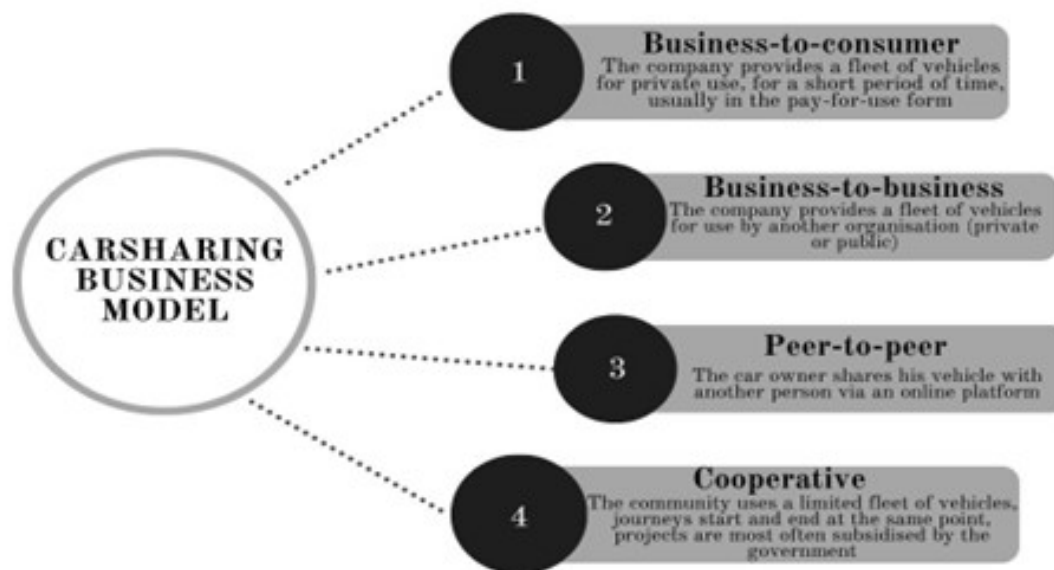 CARSHARING
BUSINESS
MODEL
1
Business-to-consumer
The company provides a fleet of vehicles
for private use, for a short period of time,
usually in the pay-for-use form
2
Business-to-business
The company provides a fleet of vehicles
for use by another organisation (private
or public)
3
Peer-to-peer
The car owner shares his vehicle with
another person via an online platform
4
Cooperative
The community uses a limited fleet of vehicles,
journeys start and end at the same point,
projects are most often subsidised by the
government